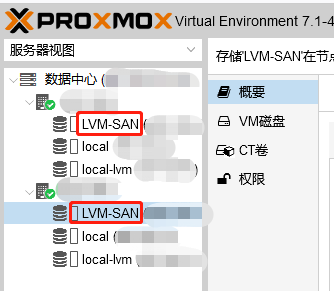 PROXMOX Virtual Environment 7.1-4
服务器视图
存储'LVM-SAN'在节
数据中心 (
LVM-SAN (
local
local-lvm )
LVM-SAN
local (
local-lvm
概要
VM磁盘
CT卷
权限